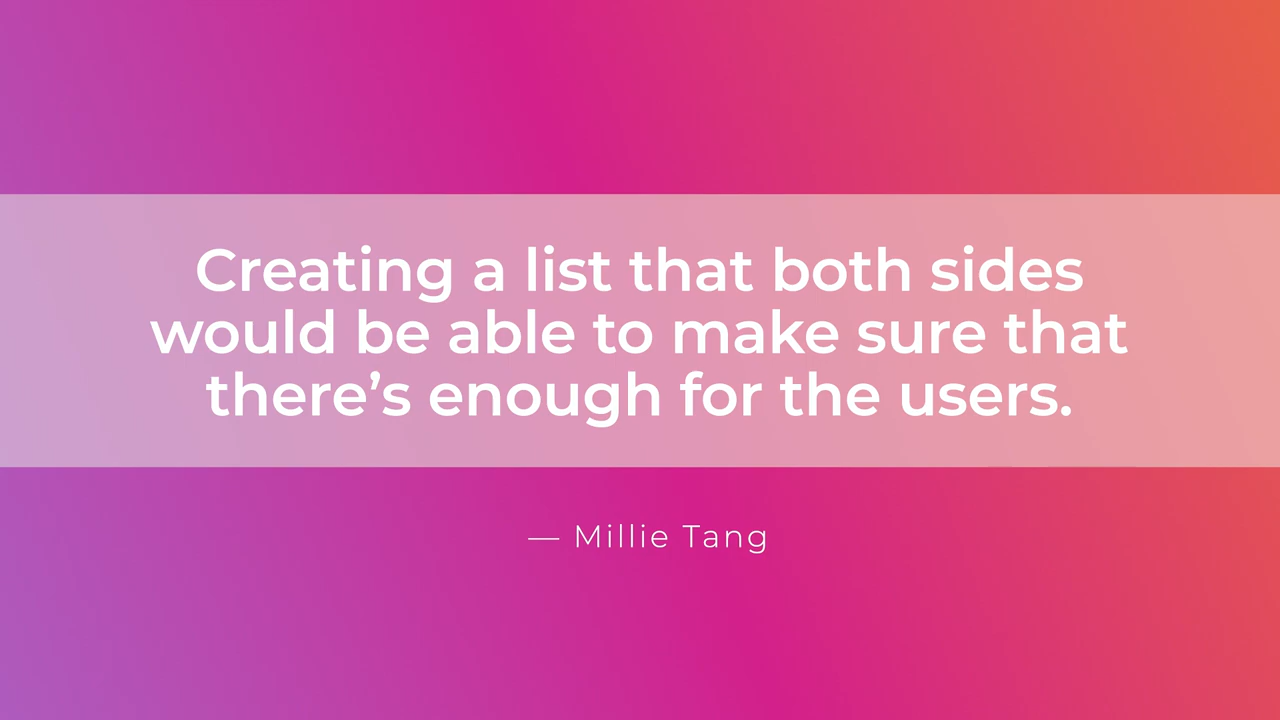 Creating a list that both sides
would be able to make sure that
there’s enough for the users.
— Millie Tang